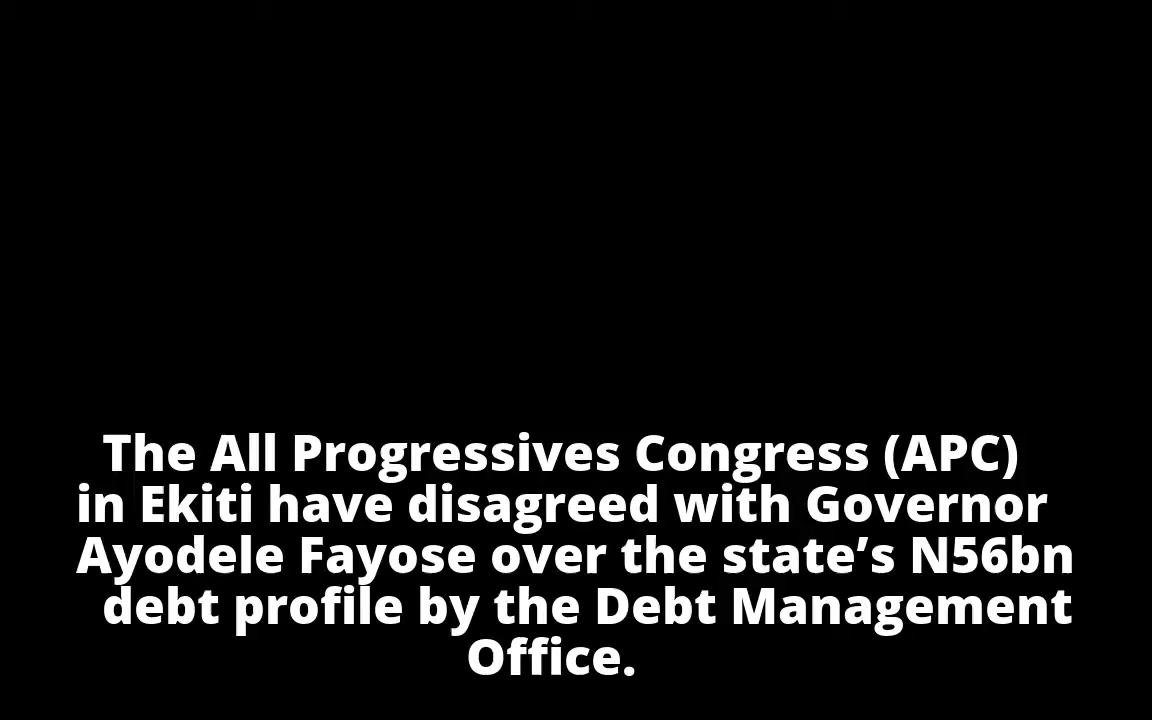 The All Progressives Congress (APC)
in Ekiti have disagreed with Governor
Ayodele Fayose over the state’s N56bn
debt profile by the Debt Management
Office.